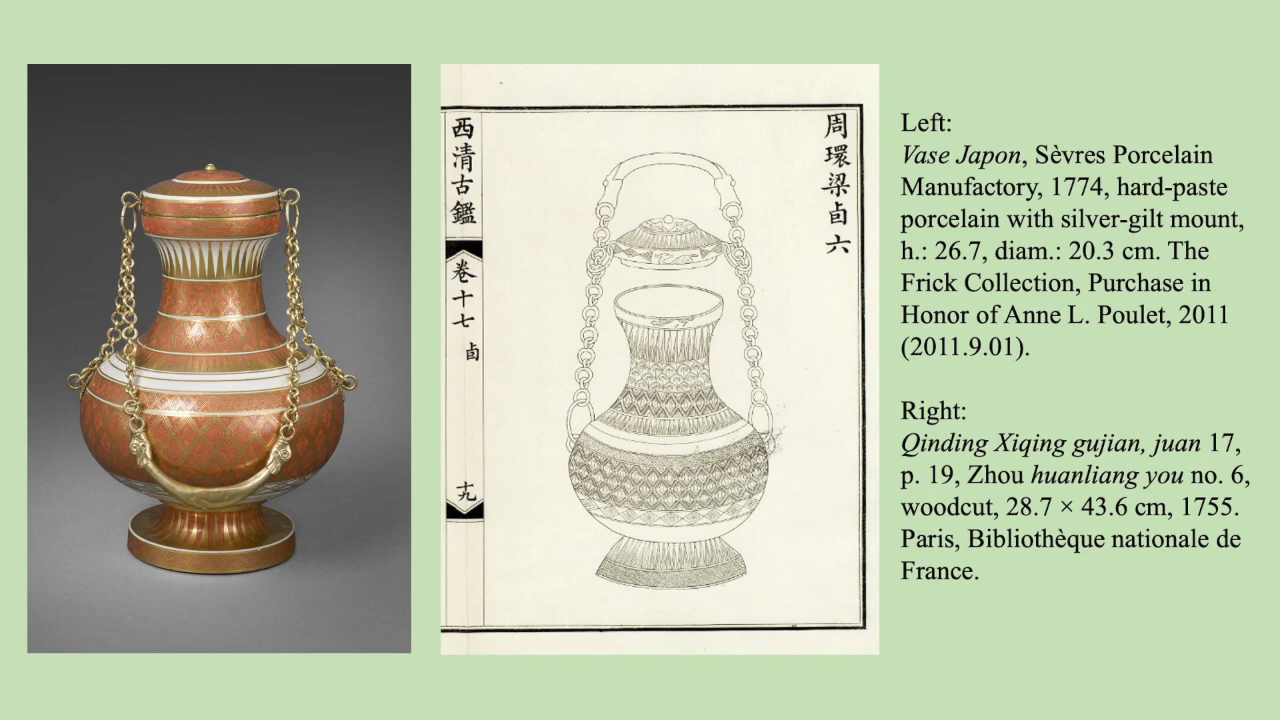 周環梁卣六
西清古鑑
卷十七
卣
十九
Left:
Vase Japon, Sèvres Porcelain
Manufactory, 1774, hard-paste
porcelain with silver-gilt mount,
h.: 26.7, diam.: 20.3 cm. The
Frick Collection, Purchase in
Honor of Anne L. Poulet, 2011
(2011.9.01).
Right:
Qinding Xiqing gujian, juan 17,
p. 19, Zhou huanliang you no. 6,
woodcut, 28.7 × 43.6 cm, 1755.
Paris, Bibliothèque nationale de
France.